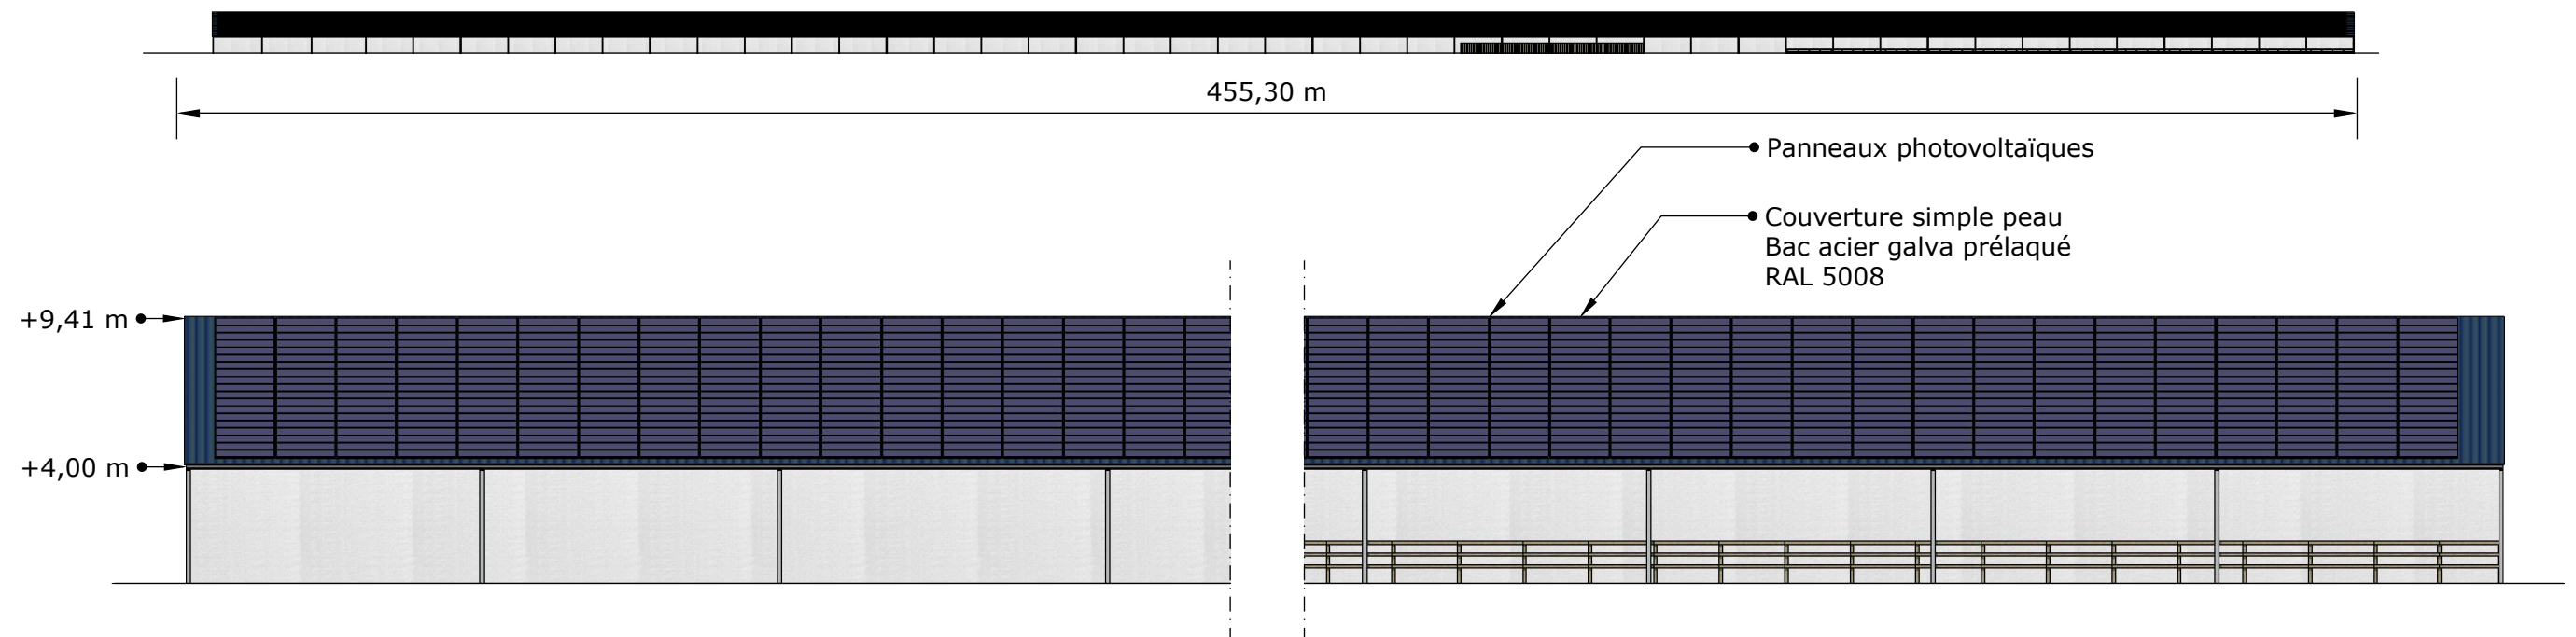 455,30 m
Panneaux photovoltaïques
Couverture simple peau
Bac acier galva prélaqué
RAL 5008
+9,41 m
+4,00 m